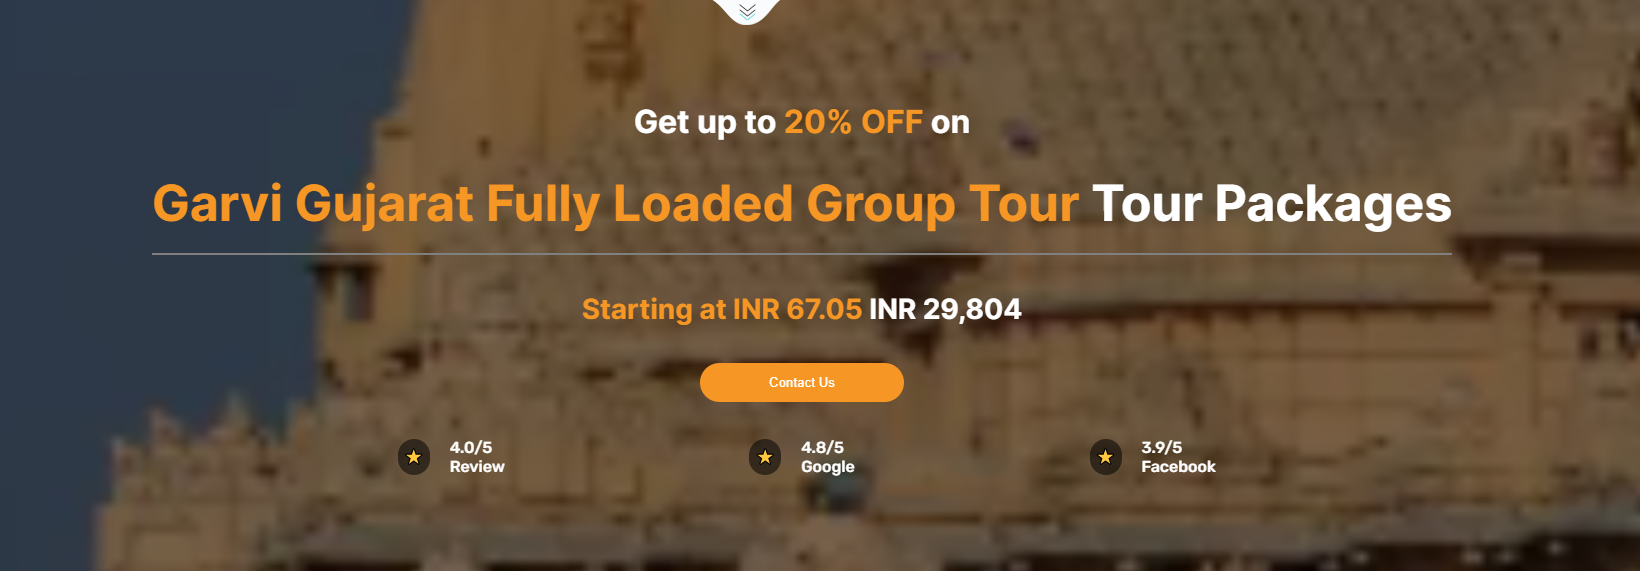 Get up to 20% OFF on
Garvi Gujarat Fully Loaded Group Tour Tour Packages
Starting at INR 67.05 INR 29,804
Contact Us
4.0/5
Review
4.8/5
Google
3.9/5
Facebook